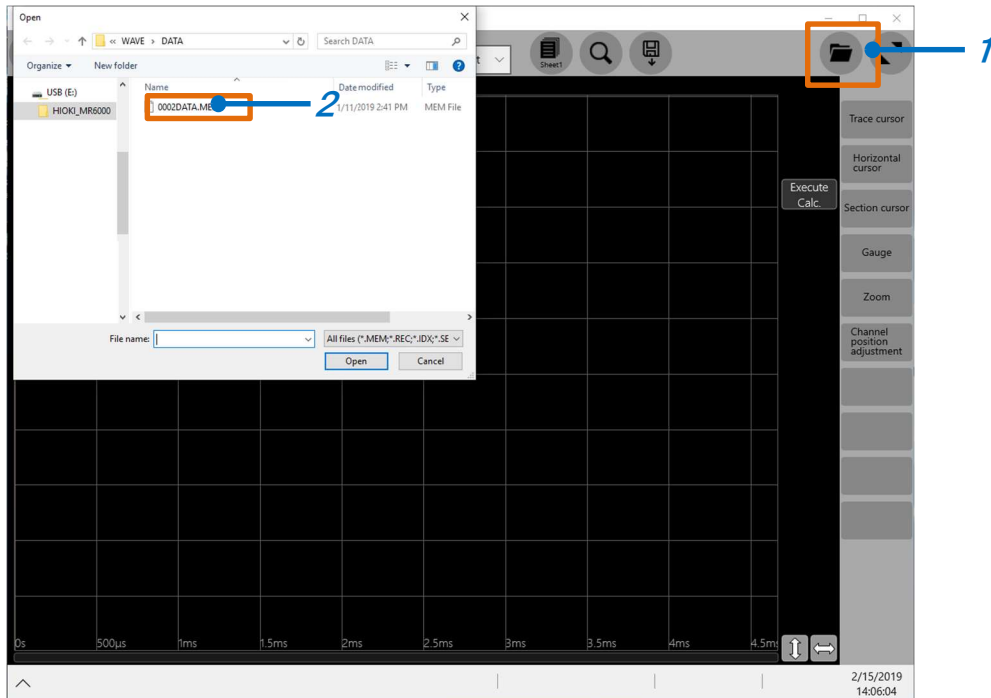 Open
« WAVE › DATA
Search DATA
Organize
New folder
Name
Date modified
Type
USB (E:)
HIOKI_MR6000
0002DATA.ME
2
1/11/2019 2:41 PM
MEM File
File name:
All files (*.MEM;*.REC;*.IDX;*.SE
Open
Cancel
t
Sheet1
1
Trace cursor
Horizontal
cursor
Execute
Calc.
Section cursor
Gauge
Zoom
Channel
position
adjustment
0s
500µs
1ms
1.5ms
2ms
2.5ms
3ms
3.5ms
4ms
4.5ms
2/15/2019
14:06:04